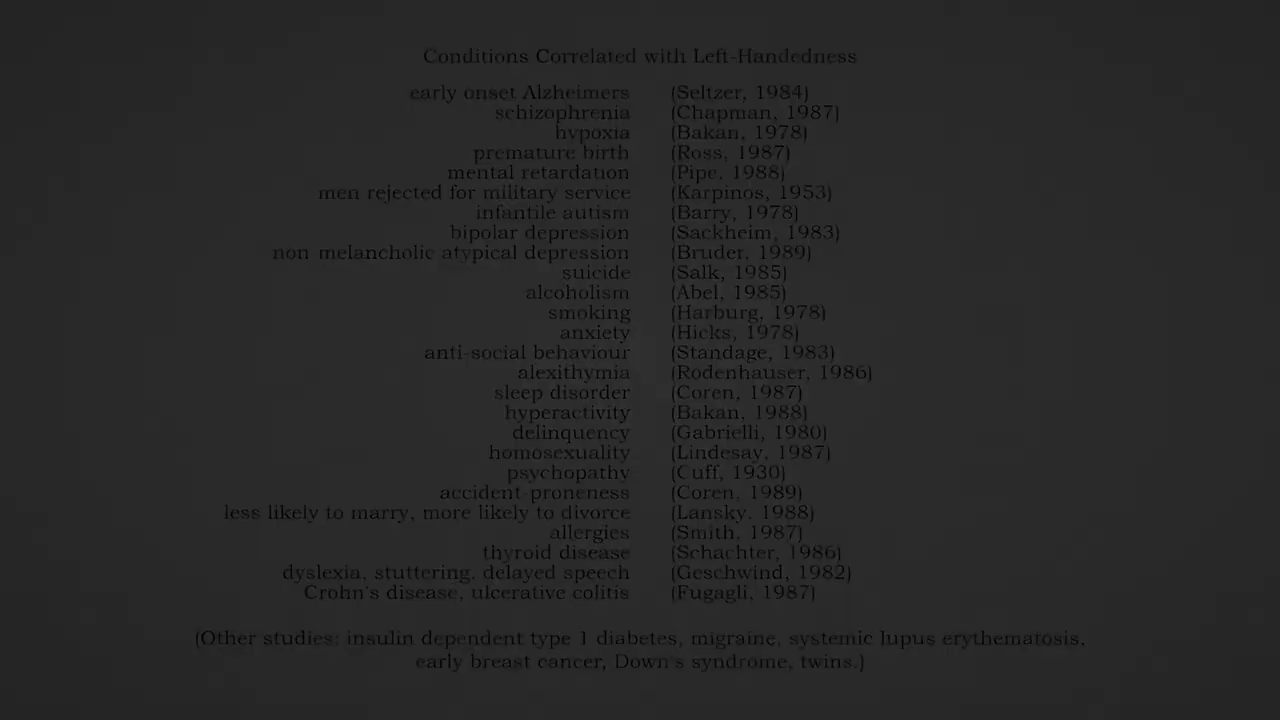 Conditions Correlated with Left-Handedness
early onset Alzheimers (Seltzer, 1984)
schizophrenia (Chapman, 1987)
hypoxia (Bakan, 1978)
premature birth (Ross, 1987)
mental retardation (Pipe, 1988)
men rejected for military service (Karpinos, 1953)
infantile autism (Barry, 1978)
bipolar depression (Sackheim, 1983)
non melancholic atypical depression (Bruder, 1989)
suicide (Salk, 1985)
alcoholism (Abel, 1985)
smoking (Harburg, 1978)
anxiety (Hicks, 1978)
anti-social behaviour (Standage, 1983)
alexithymia (Rodenhauser, 1986)
sleep disorder (Coren, 1987)
hyperactivity (Bakan, 1988)
delinquency (Gabrielli, 1980)
homosexuality (Lindesay, 1987)
psychopathy (Cuff, 1930)
accident-proneness (Coren, 1989)
less likely to marry, more likely to divorce (Lansky, 1988)
allergies (Smith, 1987)
thyroid disease (Schachter, 1986)
dyslexia, stuttering, delayed speech (Geschwind, 1982)
Crohn's disease, ulcerative colitis (Fugagli, 1987)
(Other studies: insulin dependent type 1 diabetes, migraine, systemic lupus erythematosis,
early breast cancer, Down's syndrome, twins.)